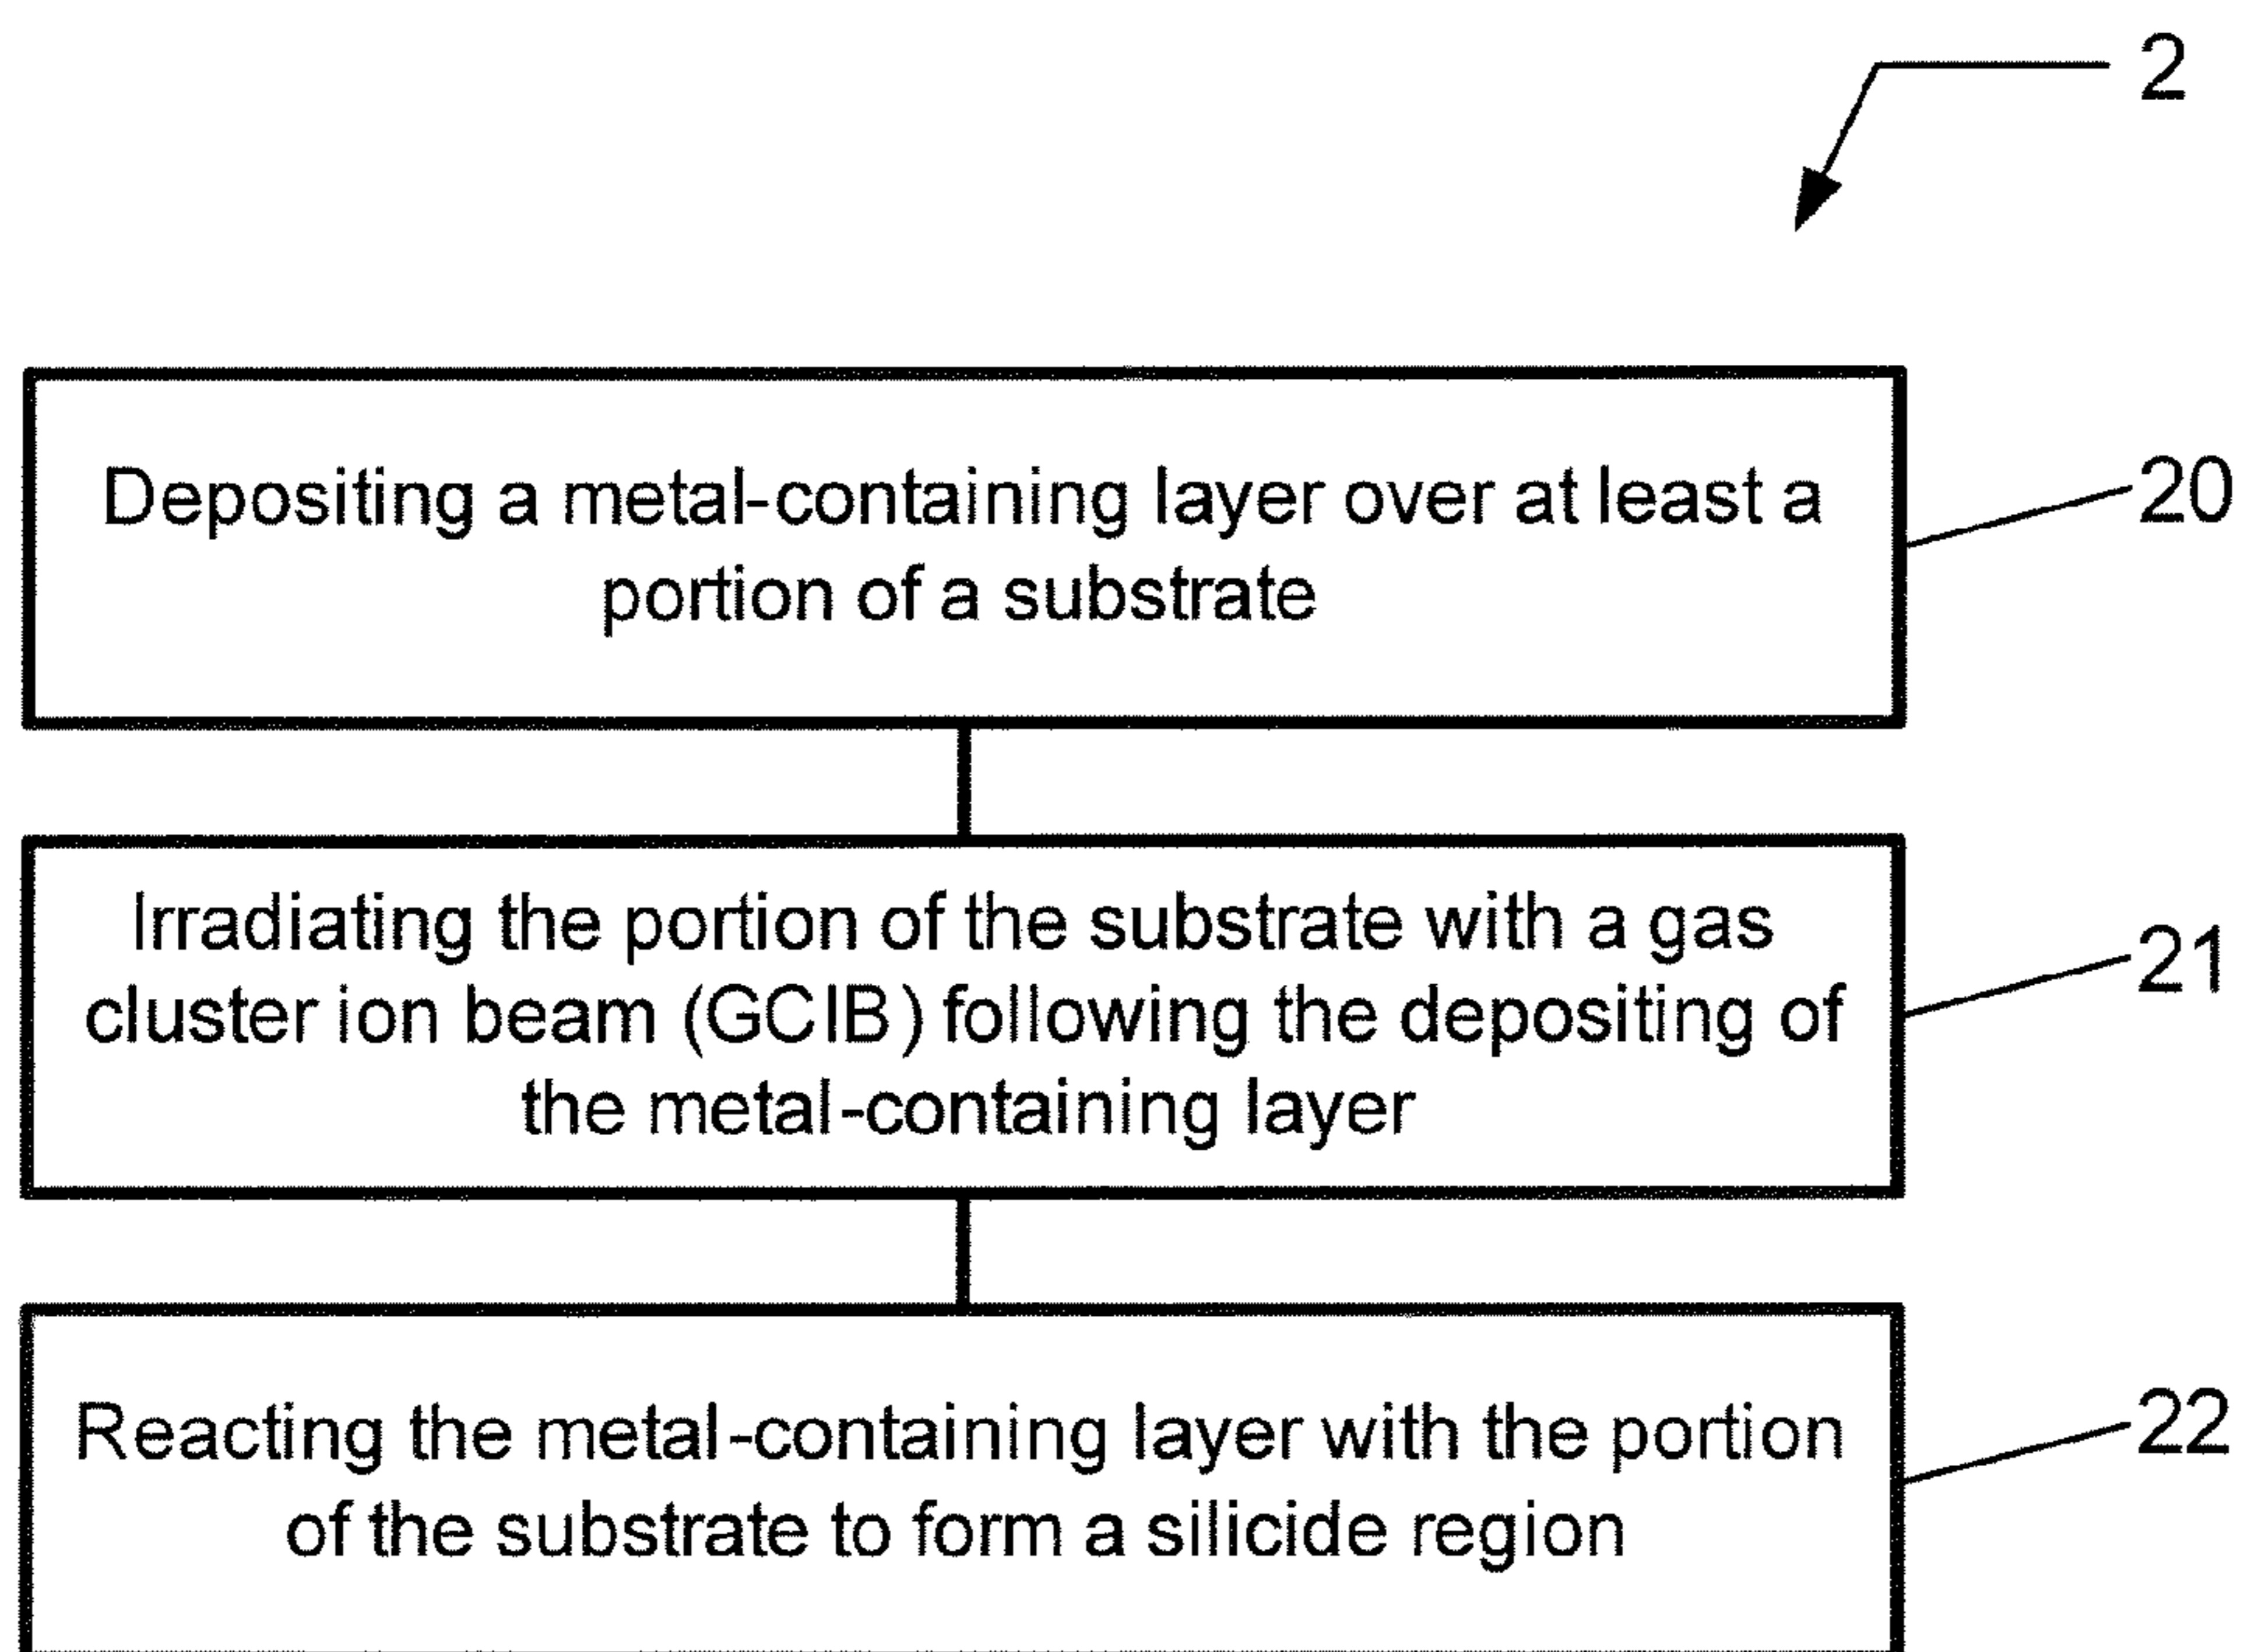 2
Depositing a metal-containing layer over at least a
portion of a substrate
20
Irradiating the portion of the substrate with a gas
cluster ion beam (GCIB) following the depositing of
the metal-containing layer
21
Reacting the metal-containing layer with the portion
of the substrate to form a silicide region
22